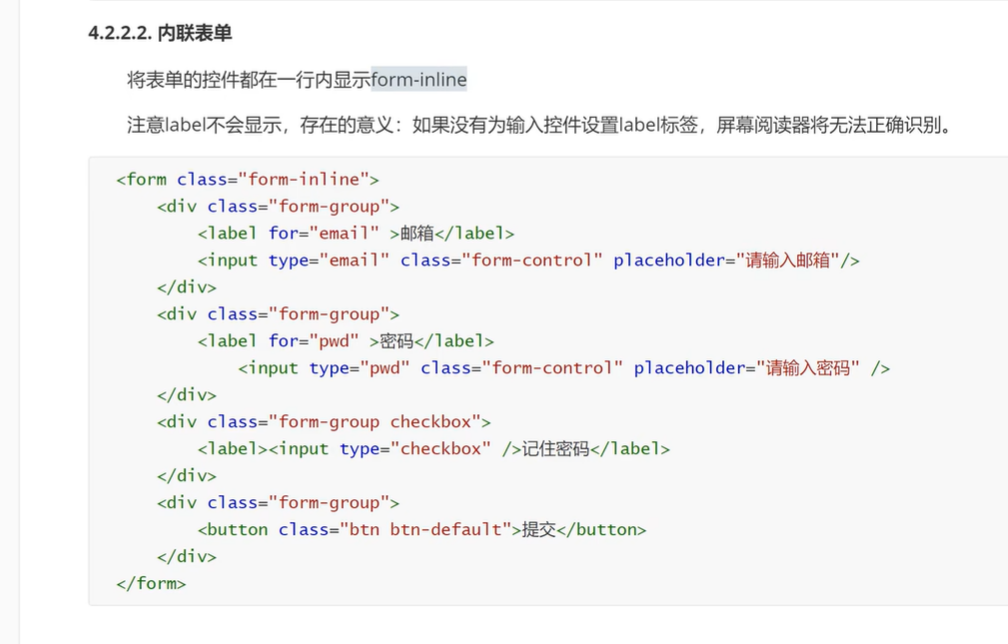 4.2.2.2. 内联表单
将表单的控件都在一行内显示form-inline
注意label不会显示，存在的意义：如果没有为输入控件设置label标签，屏幕阅读器将无法正确识别。
<form class="form-inline">
    <div class="form-group">
        <label for="email" >邮箱</label>
        <input type="email" class="form-control" placeholder="请输入邮箱"/>
    </div>
    <div class="form-group">
        <label for="pwd" >密码</label>
            <input type="pwd" class="form-control" placeholder="请输入密码" />
    </div>
    <div class="form-group checkbox">
        <label><input type="checkbox" />记住密码</label>
    </div>
    <div class="form-group">
        <button class="btn btn-default">提交</button>
    </div>
</form>